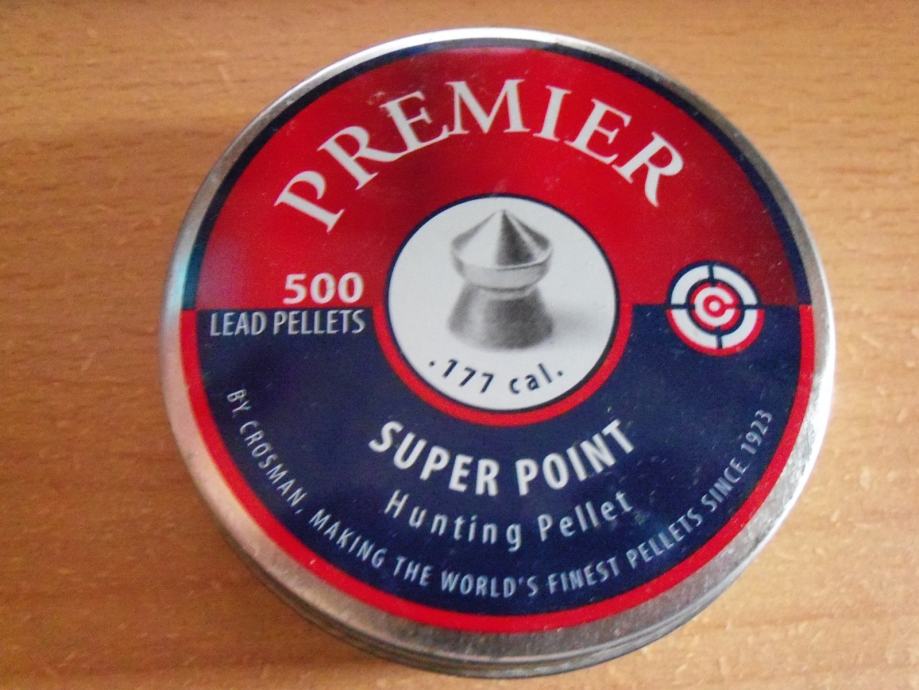 PREMIER
500
LEAD PELLETS
.177 cal.
SUPER POINT
Hunting Pellet
BY CROSMAN, MAKING THE WORLD'S FINEST PELLETS SINCE 1923